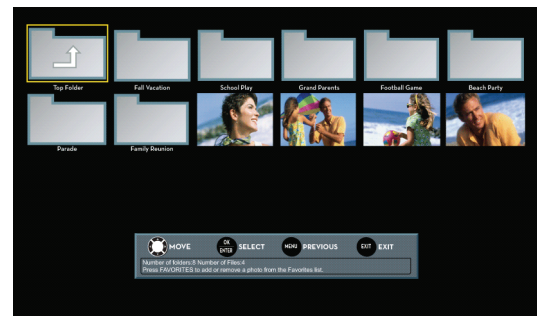 Top Folder Fall Vacation School Play Grand Parents Football Game Beach Party
Parade Family Reunion
MOVE OK ENTER SELECT MENU PREVIOUS EXIT EXIT
Number of folders:8 Number of Files:4
Press FAVORITES to add or remove a photo from the Favorites list.